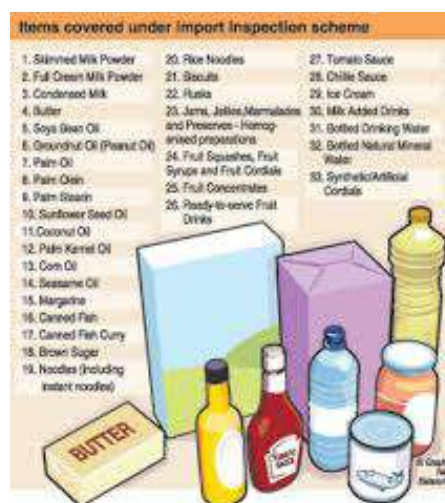 Items covered under Import Inspection scheme
1. Skimmed Milk Powder
2. Full Cream Milk Powder
3. Condensed Milk
4. Butter
5. Soya Bean Oil
6. Groundnut Oil (Peanut Oil)
7. Palm Oil
8. Palm Olein
9. Palm Stearin
10. Sunflower Seed Oil
11. Coconut Oil
12. Palm Kernel Oil
13. Corn Oil
14. Seasame Oil
15. Margarine
16. Canned Fish
17. Canned Fish Curry
18. Brown Sugar
19. Noodles (including
instant noodles)
20. Rice Noodles
21. Biscuits
22. Rusks
23. Jams, Jellies,Marmalades
and Preserves - Homog-
enised preparations
24. Fruit Squashes, Fruit
Syrups and Fruit Cordials
25. Fruit Concentrates
26. Ready-to-serve Fruit
Drinks
27. Tomato Sauce
28. Chillie Sauce
29. Ice Cream
30. Milk Added Drinks
31. Bottled Drinking Water
32. Bottled Natural Mineral
Water
33. Synthetic/Artificial
Cordials
BUTTER
TOMATO
SAUCE